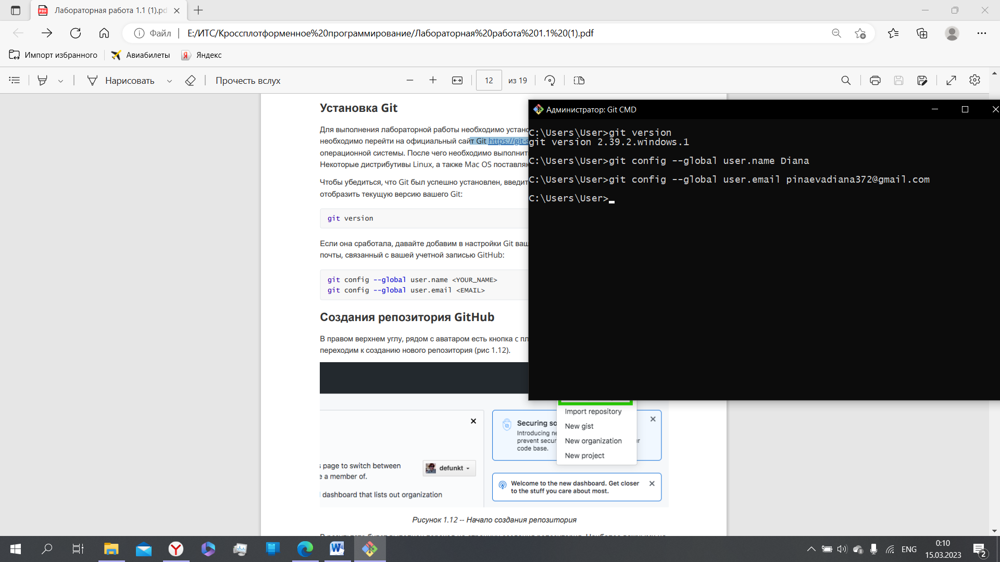 Лабораторная работа 1.1 (1).pd
Файл
E:/ИТС/Кроссплотформенное%20программирование/Лабораторная%20работа%201.1%20(1).pdf
Импорт избранного
Авиабилеты
Яндекс
Нарисовать
Прочесть вслух
12
из 19
Установка Git
Для выполнения лабораторной работы необходимо устано
необходимо перейти на официальный сайт Git https://git-s
операционной системы. После чего необходимо выполнит
Некоторые дистрибутивы Linux, а также Mac OS поставляю
Чтобы убедиться, что Git был успешно установлен, введит
отобразить текущую версию вашего Git:
git version
Если она сработала, давайте добавим в настройки Git ваш
почты, связанный с вашей учетной записью GitHub:
git config --global user.name <YOUR_NAME>
git config --global user.email <EMAIL>
Создания репозитория GitHub
В правом верхнем углу, рядом с аватаром есть кнопка с пл
переходим к созданию нового репозитория (рис 1.12).
Администратор: Git CMD
C:\Users\User>git version
git version 2.39.2.windows.1
C:\Users\User>git config --global user.name Diana
C:\Users\User>git config --global user.email pinaevadiana372@gmail.com
C:\Users\User>
Import repository
New gist
New organization
New project
Securing so
Introducing ne
prevent secur
code base.
s page to switch between
e a member of.
defunkt
dashboard that lists out organization
Welcome to the new dashboard. Get closer
to the stuff you care about most.
Рисунок 1.12 -- Начало создания репозитория
ENG
0:10
15.03.2023
2